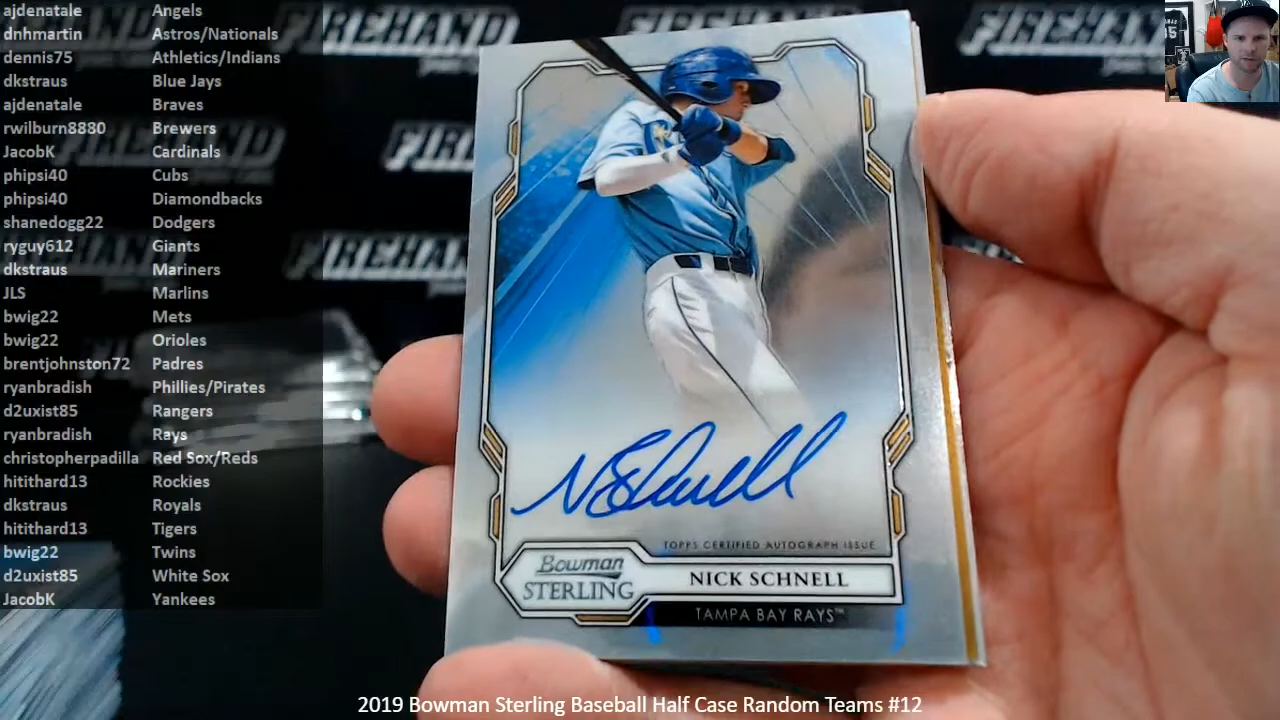 ajdenatale Angels
dnhmartin Astros/Nationals
dennis75 Athletics/Indians
dkstraus Blue Jays
ajdenatale Braves
rwilburn8880 Brewers
JacobK Cardinals
phipsi40 Cubs
phipsi40 Diamondbacks
shanedogg22 Dodgers
ryguy612 Giants
dkstraus Mariners
JLS Marlins
bwig22 Mets
bwig22 Orioles
brentjohnston72 Padres
ryanbradish Phillies/Pirates
d2uxist85 Rangers
ryanbradish Rays
christopherpadilla Red Sox/Reds
hitithard13 Rockies
dkstraus Royals
hitithard13 Tigers
bwig22 Twins
d2uxist85 White Sox
JacobK Yankees
FIREHAND
FIREHAND
FIREHAND
N Schnell
TOPPS CERTIFIED AUTOGRAPH ISSUE
Bowman
STERLING
NICK SCHNELL
TAMPA BAY RAYS™
2019 Bowman Sterling Baseball Half Case Random Teams #12